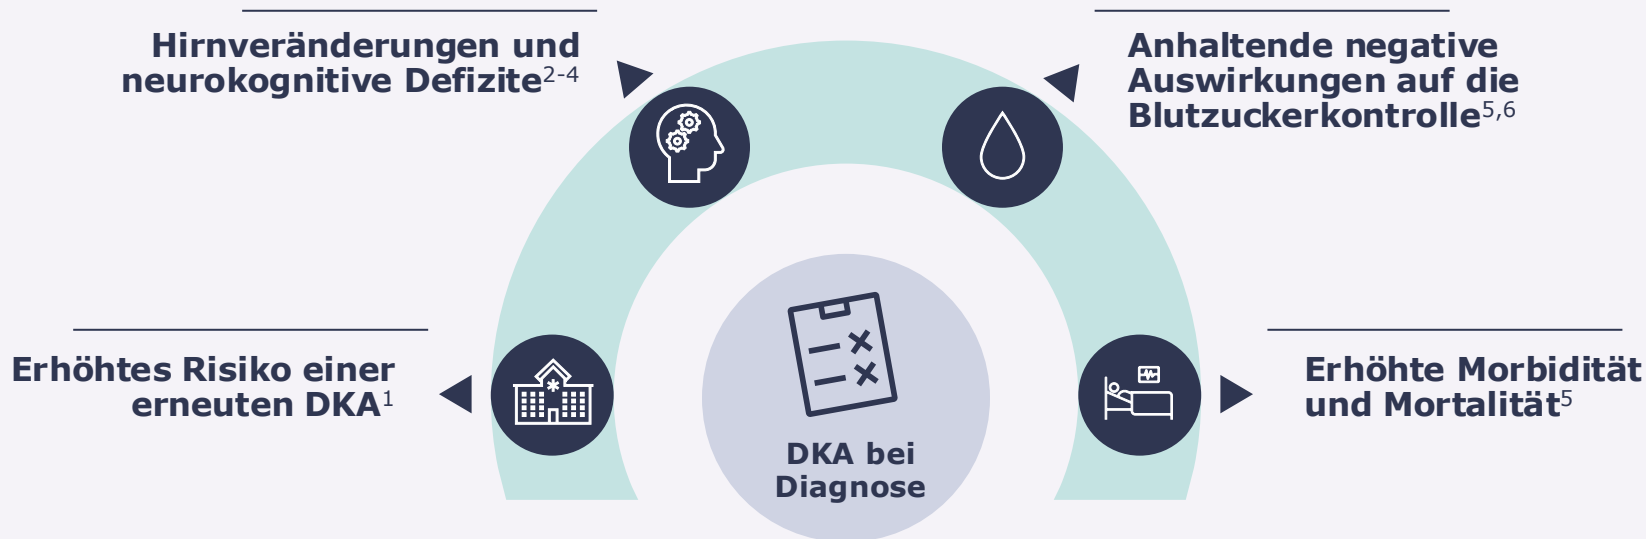 Hirnveränderungen und
neurokognitive Defizite2-4
Anhaltende negative
Auswirkungen auf die
Blutzuckerkontrolle5,6
Erhöhtes Risiko einer
erneuten DKA1
Erhöhte Morbidität
und Mortalität5
DKA bei
Diagnose